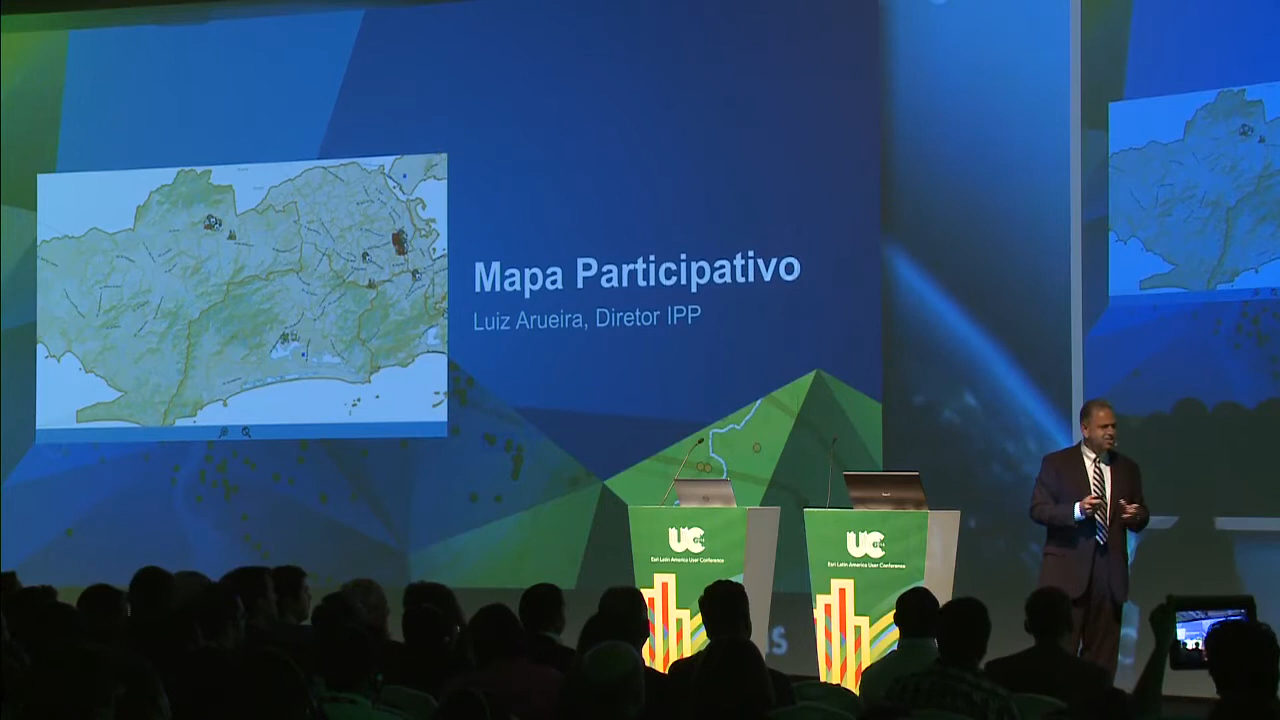 Mapa Participativo
Luiz Arueira, Diretor IPP
UC
Esri Latin America User Conference
UC
Esri Latin America User Conference